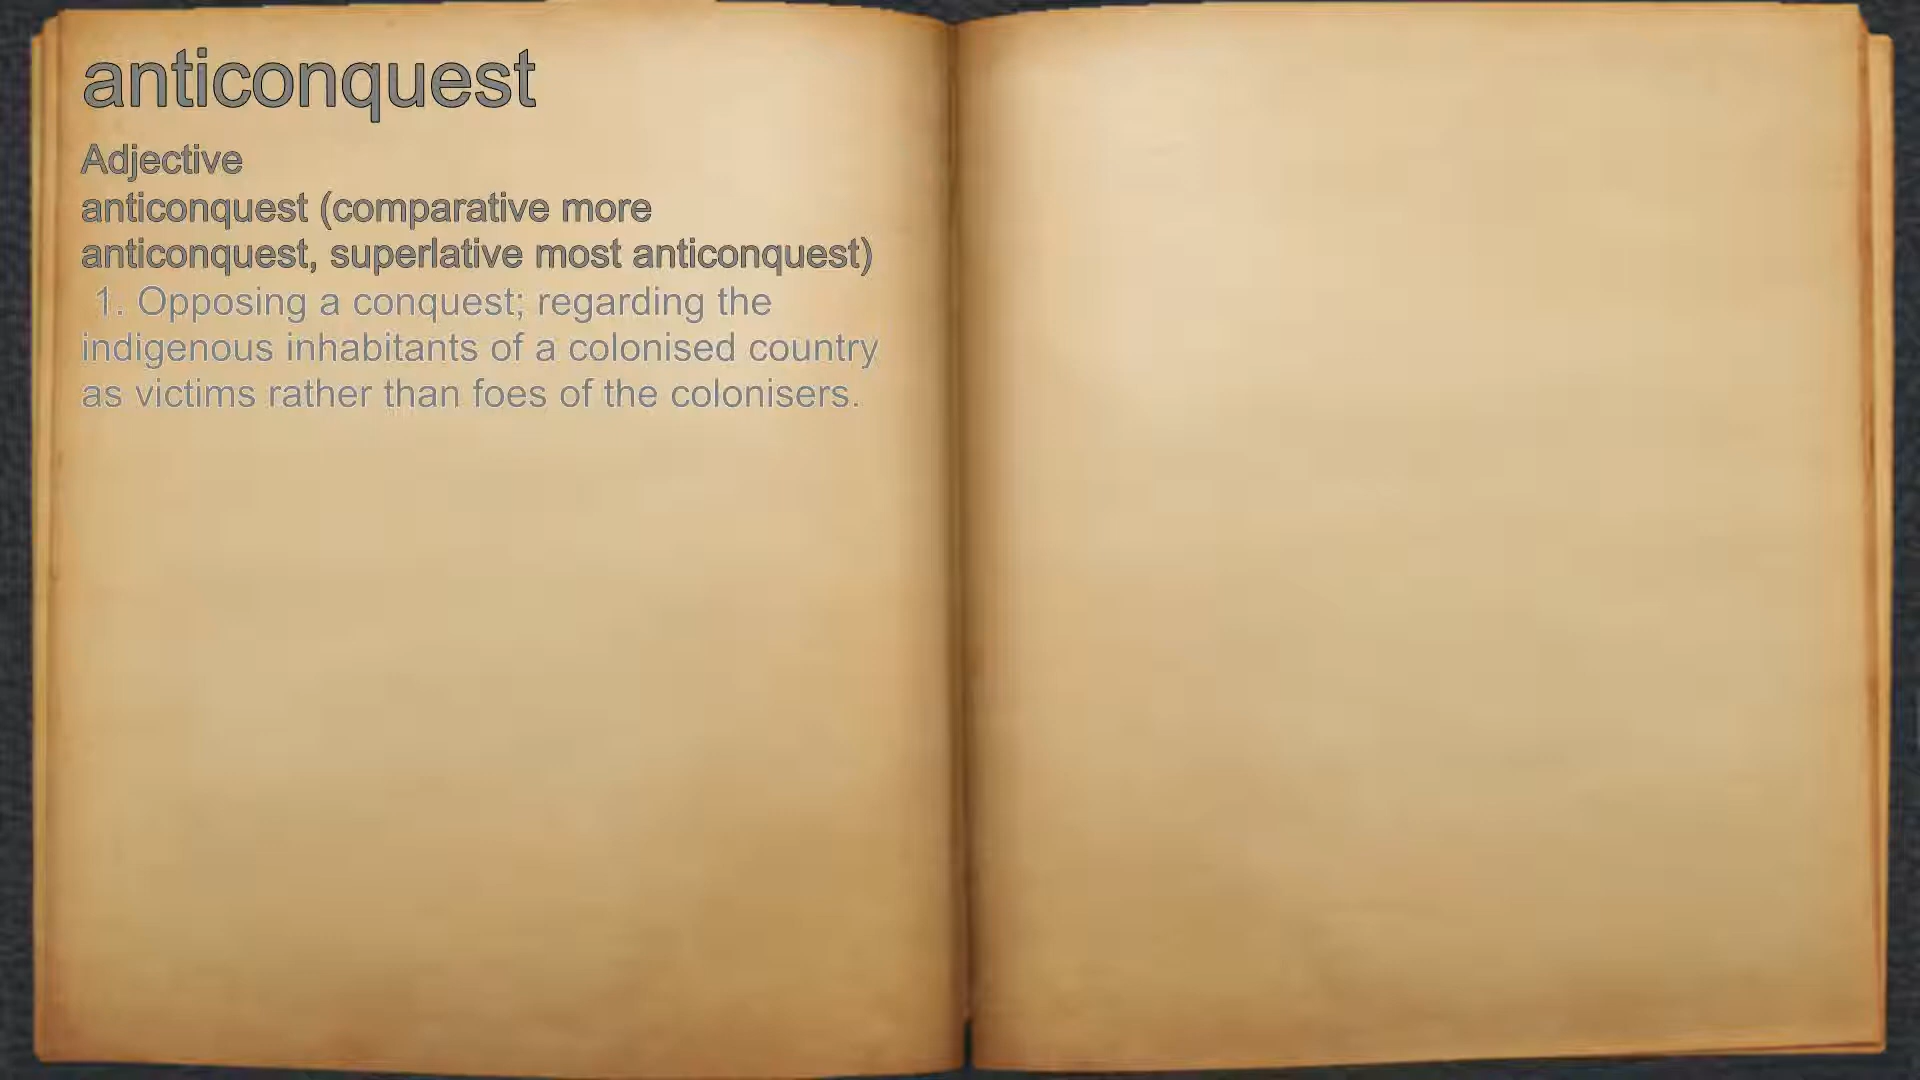 anticonquest
Adjective
anticonquest (comparative more
anticonquest, superlative most anticonquest)
1. Opposing a conquest; regarding the
indigenous inhabitants of a colonised country
as victims rather than foes of the colonisers.